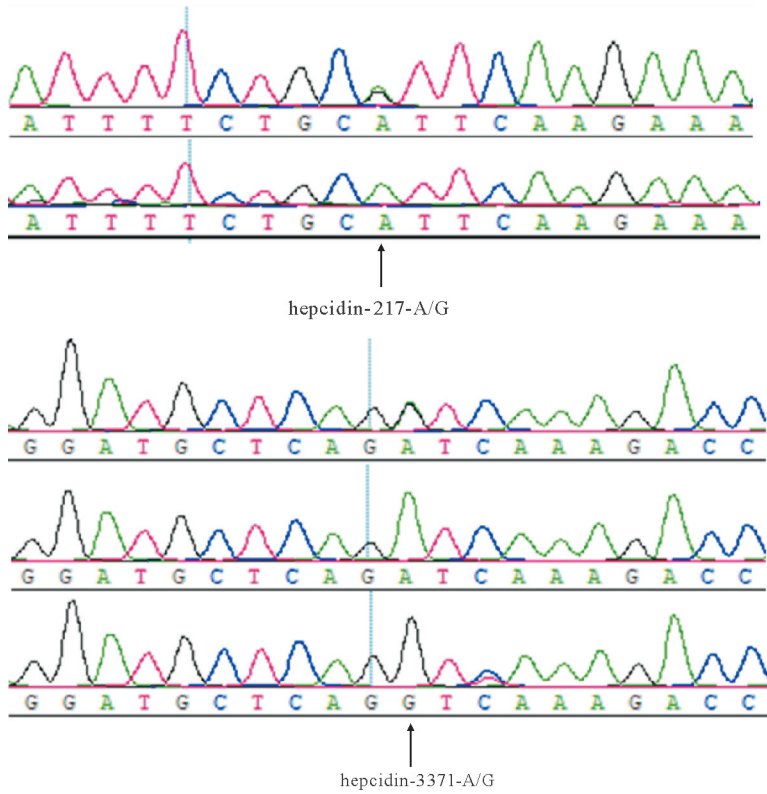 A T T T T C T G C A T T C A A G A A A
A T T T T C T G C A T T C A A G A A A
hepcidin-217-A/G
G G A T G C T C A G A T C A A A G A C C
G G A T G C T C A G A T C A A A G A C C
G G A T G C T C A G G T C A A A G A C C
hepcidin-3371-A/G